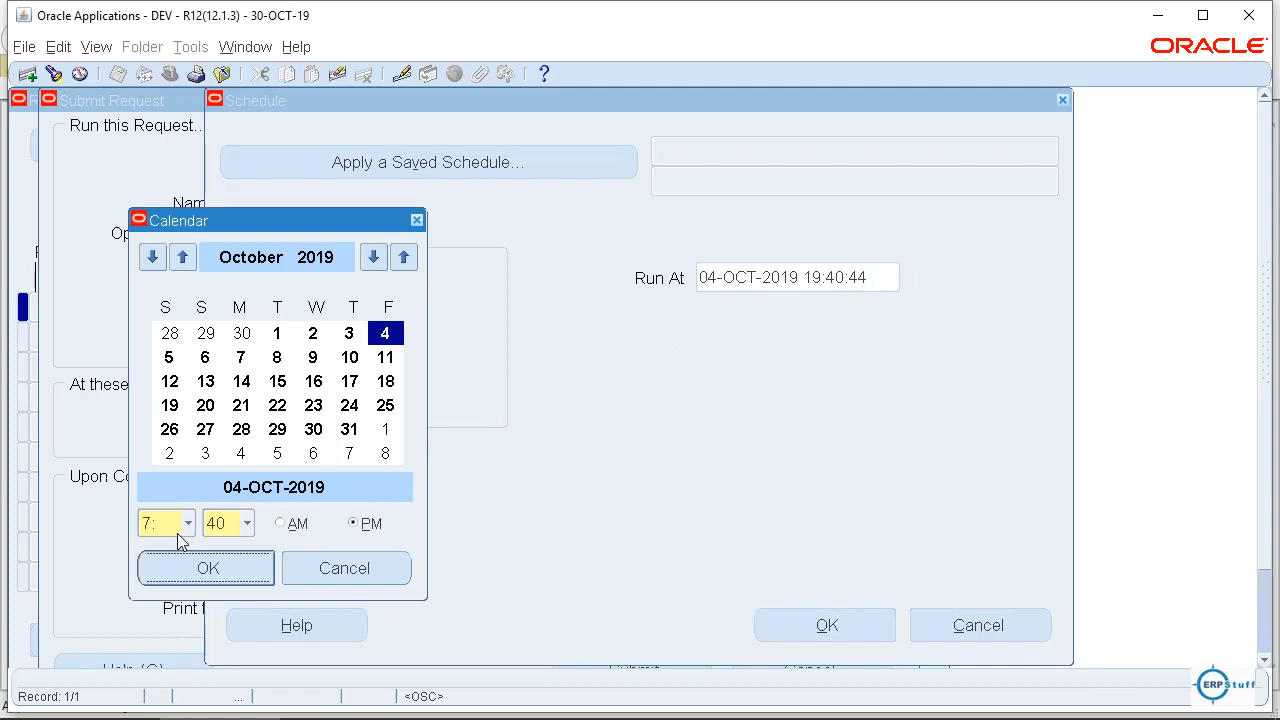 Oracle Applications - DEV - R12(12.1.3) - 30-OCT-19
File Edit View Folder Tools Window Help
ORACLE
Submit Request
Schedule
Run this Request...
Apply a Saved Schedule...
Nam
Op
Calendar
October 2019
Run At 04-OCT-2019 19:40:44
S S M T W T F
28 29 30 1 2 3 4
5 6 7 8 9 10 11
12 13 14 15 16 17 18
19 20 21 22 23 24 25
26 27 28 29 30 31 1
2 3 4 5 6 7 8
At these
Upon Co
04-OCT-2019
7: 40 AM PM
OK Cancel
Print t
Help OK Cancel
Record: 1/1 ... <OSC>
ERPStuff